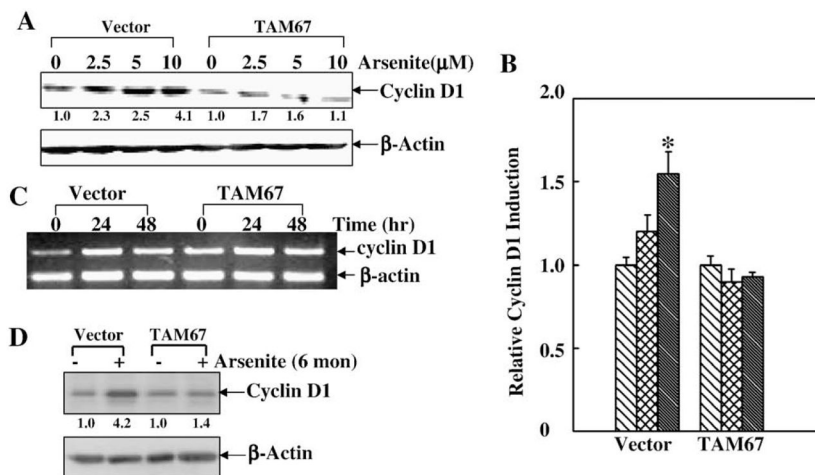 A
Vector TAM67
0 2.5 5 10 0 2.5 5 10 Arsenite(μM)
Cyclin D1
1.0 2.3 2.5 4.1 1.0 1.7 1.6 1.1
β-Actin
C
Vector TAM67
0 24 48 0 24 48 Time (hr)
cyclin D1
β-actin
D
Vector TAM67
- + - + Arsenite (6 mon)
Cyclin D1
1.0 4.2 1.0 1.4
β-Actin
B
Relative Cyclin D1 Induction
2.0
1.5
1.0
0.5
0
*
Vector TAM67